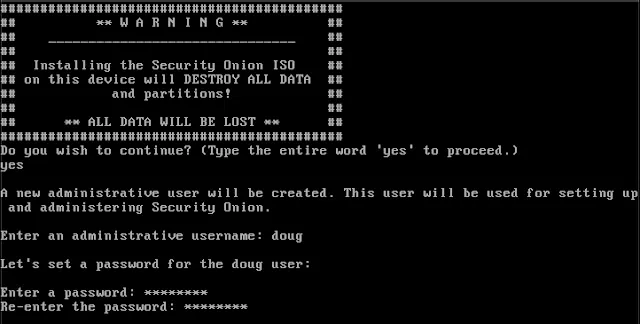 ###########################################
##          ** W A R N I N G **          ##
##    _______________________________    ##
##                                       ##
##  Installing the Security Onion ISO    ##
## on this device will DESTROY ALL DATA  ##
##            and partitions!            ##
##                                       ##
##      ** ALL DATA WILL BE LOST **      ##
###########################################
Do you wish to continue? (Type the entire word 'yes' to proceed.)
yes
A new administrative user will be created. This user will be used for setting up
 and administering Security Onion.
Enter an administrative username: doug
Let's set a password for the doug user:
Enter a password: ********
Re-enter the password: ********